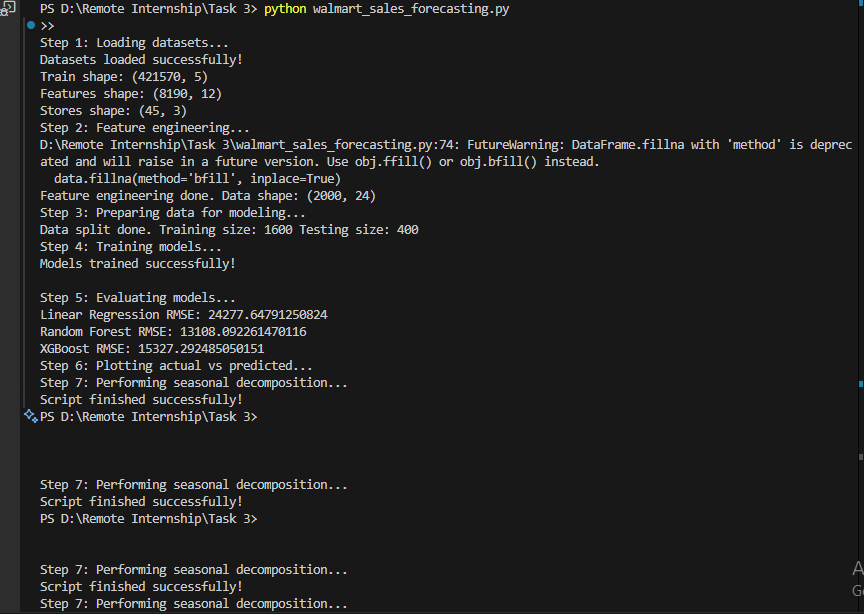 PS D:\Remote Internship\Task 3> python walmart_sales_forecasting.py
>>
Step 1: Loading datasets...
Datasets loaded successfully!
Train shape: (421570, 5)
Features shape: (8190, 12)
Stores shape: (45, 3)
Step 2: Feature engineering...
D:\Remote Internship\Task 3\walmart_sales_forecasting.py:74: FutureWarning: DataFrame.fillna with 'method' is deprec
ated and will raise in a future version. Use obj.ffill() or obj.bfill() instead.
  data.fillna(method='bfill', inplace=True)
Feature engineering done. Data shape: (2000, 24)
Step 3: Preparing data for modeling...
Data split done. Training size: 1600 Testing size: 400
Step 4: Training models...
Models trained successfully!

Step 5: Evaluating models...
Linear Regression RMSE: 24277.64791250824
Random Forest RMSE: 13108.092261470116
XGBoost RMSE: 15327.292485050151
Step 6: Plotting actual vs predicted...
Step 7: Performing seasonal decomposition...
Script finished successfully!
PS D:\Remote Internship\Task 3>
Step 7: Performing seasonal decomposition...
Script finished successfully!
PS D:\Remote Internship\Task 3>
Step 7: Performing seasonal decomposition...
Script finished successfully!
Step 7: Performing seasonal decomposition...